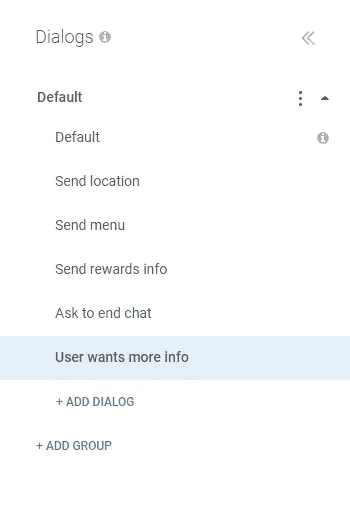 Dialogs
Default
Default
Send location
Send menu
Send rewards info
Ask to end chat
User wants more info
+ ADD DIALOG
+ ADD GROUP